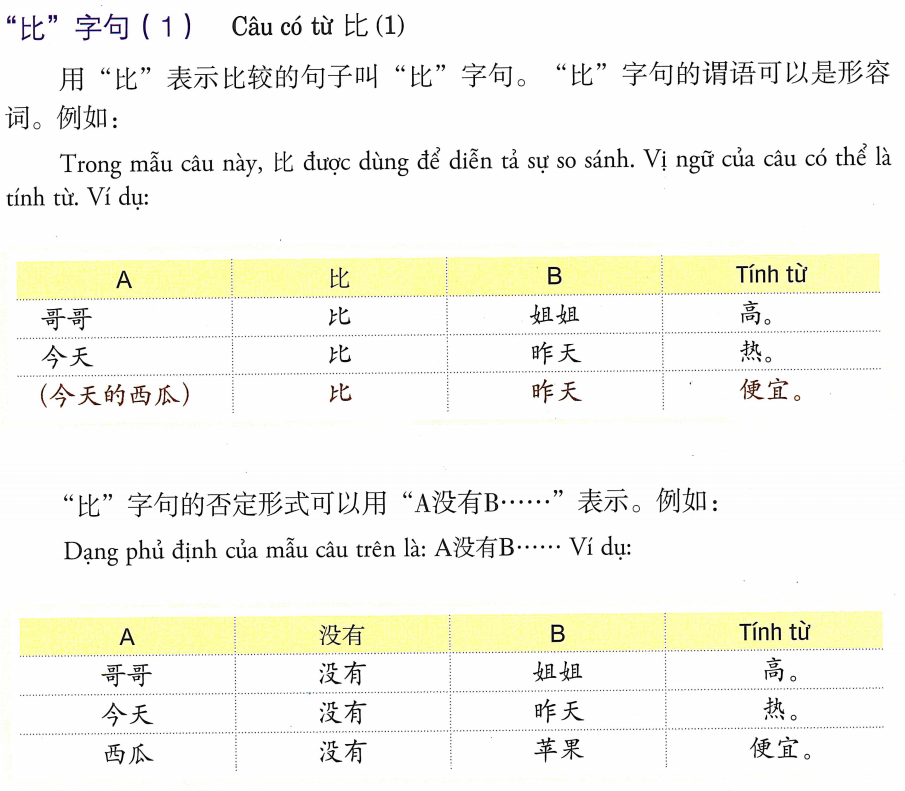 “比”字句（1） Câu có từ 比 (1)
用“比”表示比较的句子叫“比”字句。“比”字句的谓语可以是形容
词。例如：
Trong mẫu câu này, 比 được dùng để diễn tả sự so sánh. Vị ngữ của câu có thể là
tính từ. Ví dụ:
A 比 B Tính từ
哥哥 比 姐姐 高。
今天 比 昨天 热。
（今天的西瓜） 比 昨天 便宜。
“比”字句的否定形式可以用“A没有B……”表示。例如：
Dạng phủ định của mẫu câu trên là: A没有B…… Ví dụ:
A 没有 B Tính từ
哥哥 没有 姐姐 高。
今天 没有 昨天 热。
西瓜 没有 苹果 便宜。